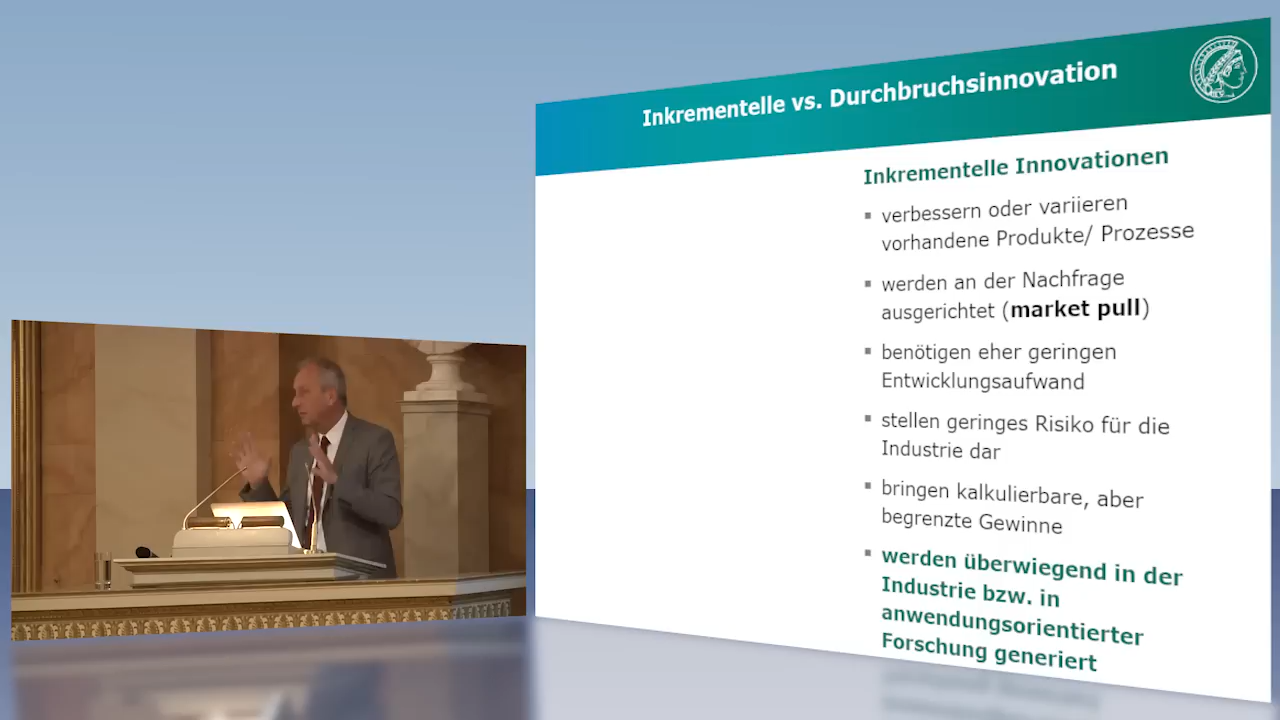 Inkrementelle vs. Durchbruchsinnovation
Inkrementelle Innovationen
▪ verbessern oder variieren
vorhandene Produkte/ Prozesse
▪ werden an der Nachfrage
ausgerichtet (market pull)
▪ benötigen eher geringen
Entwicklungsaufwand
▪ stellen geringes Risiko für die
Industrie dar
▪ bringen kalkulierbare, aber
begrenzte Gewinne
▪ werden überwiegend in der
Industrie bzw. in
anwendungsorientierter
Forschung generiert